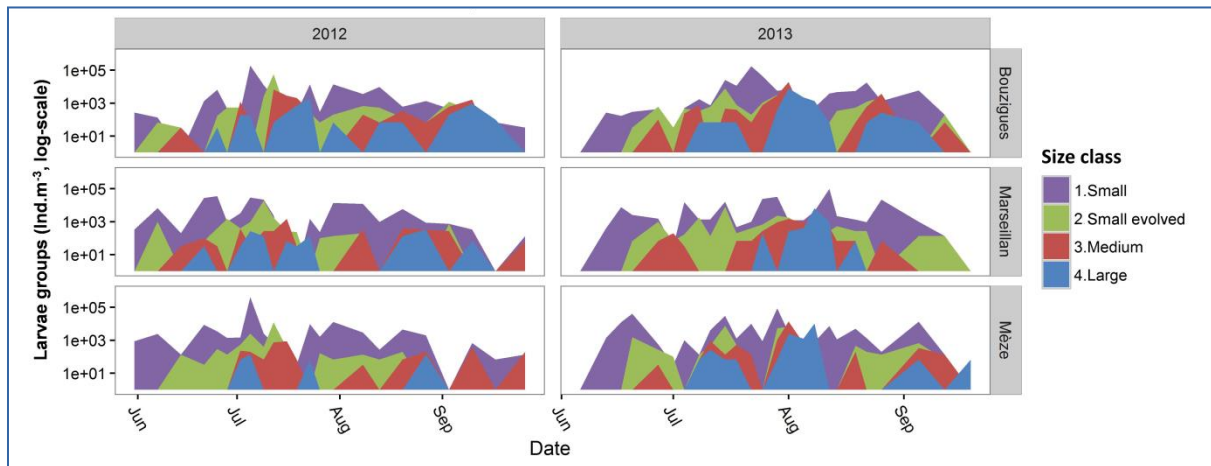 2012
2013
Larvae groups (Ind.m-³, log-scale)
1e+05
1e+03
1e+01
Bouzigues
1e+05
1e+03
1e+01
Marseillan
1e+05
1e+03
1e+01
Mèze
Jun
Jul
Aug
Sep
Jun
Jul
Aug
Sep
Date
Size class
1.Small
2 Small evolved
3.Medium
4.Large